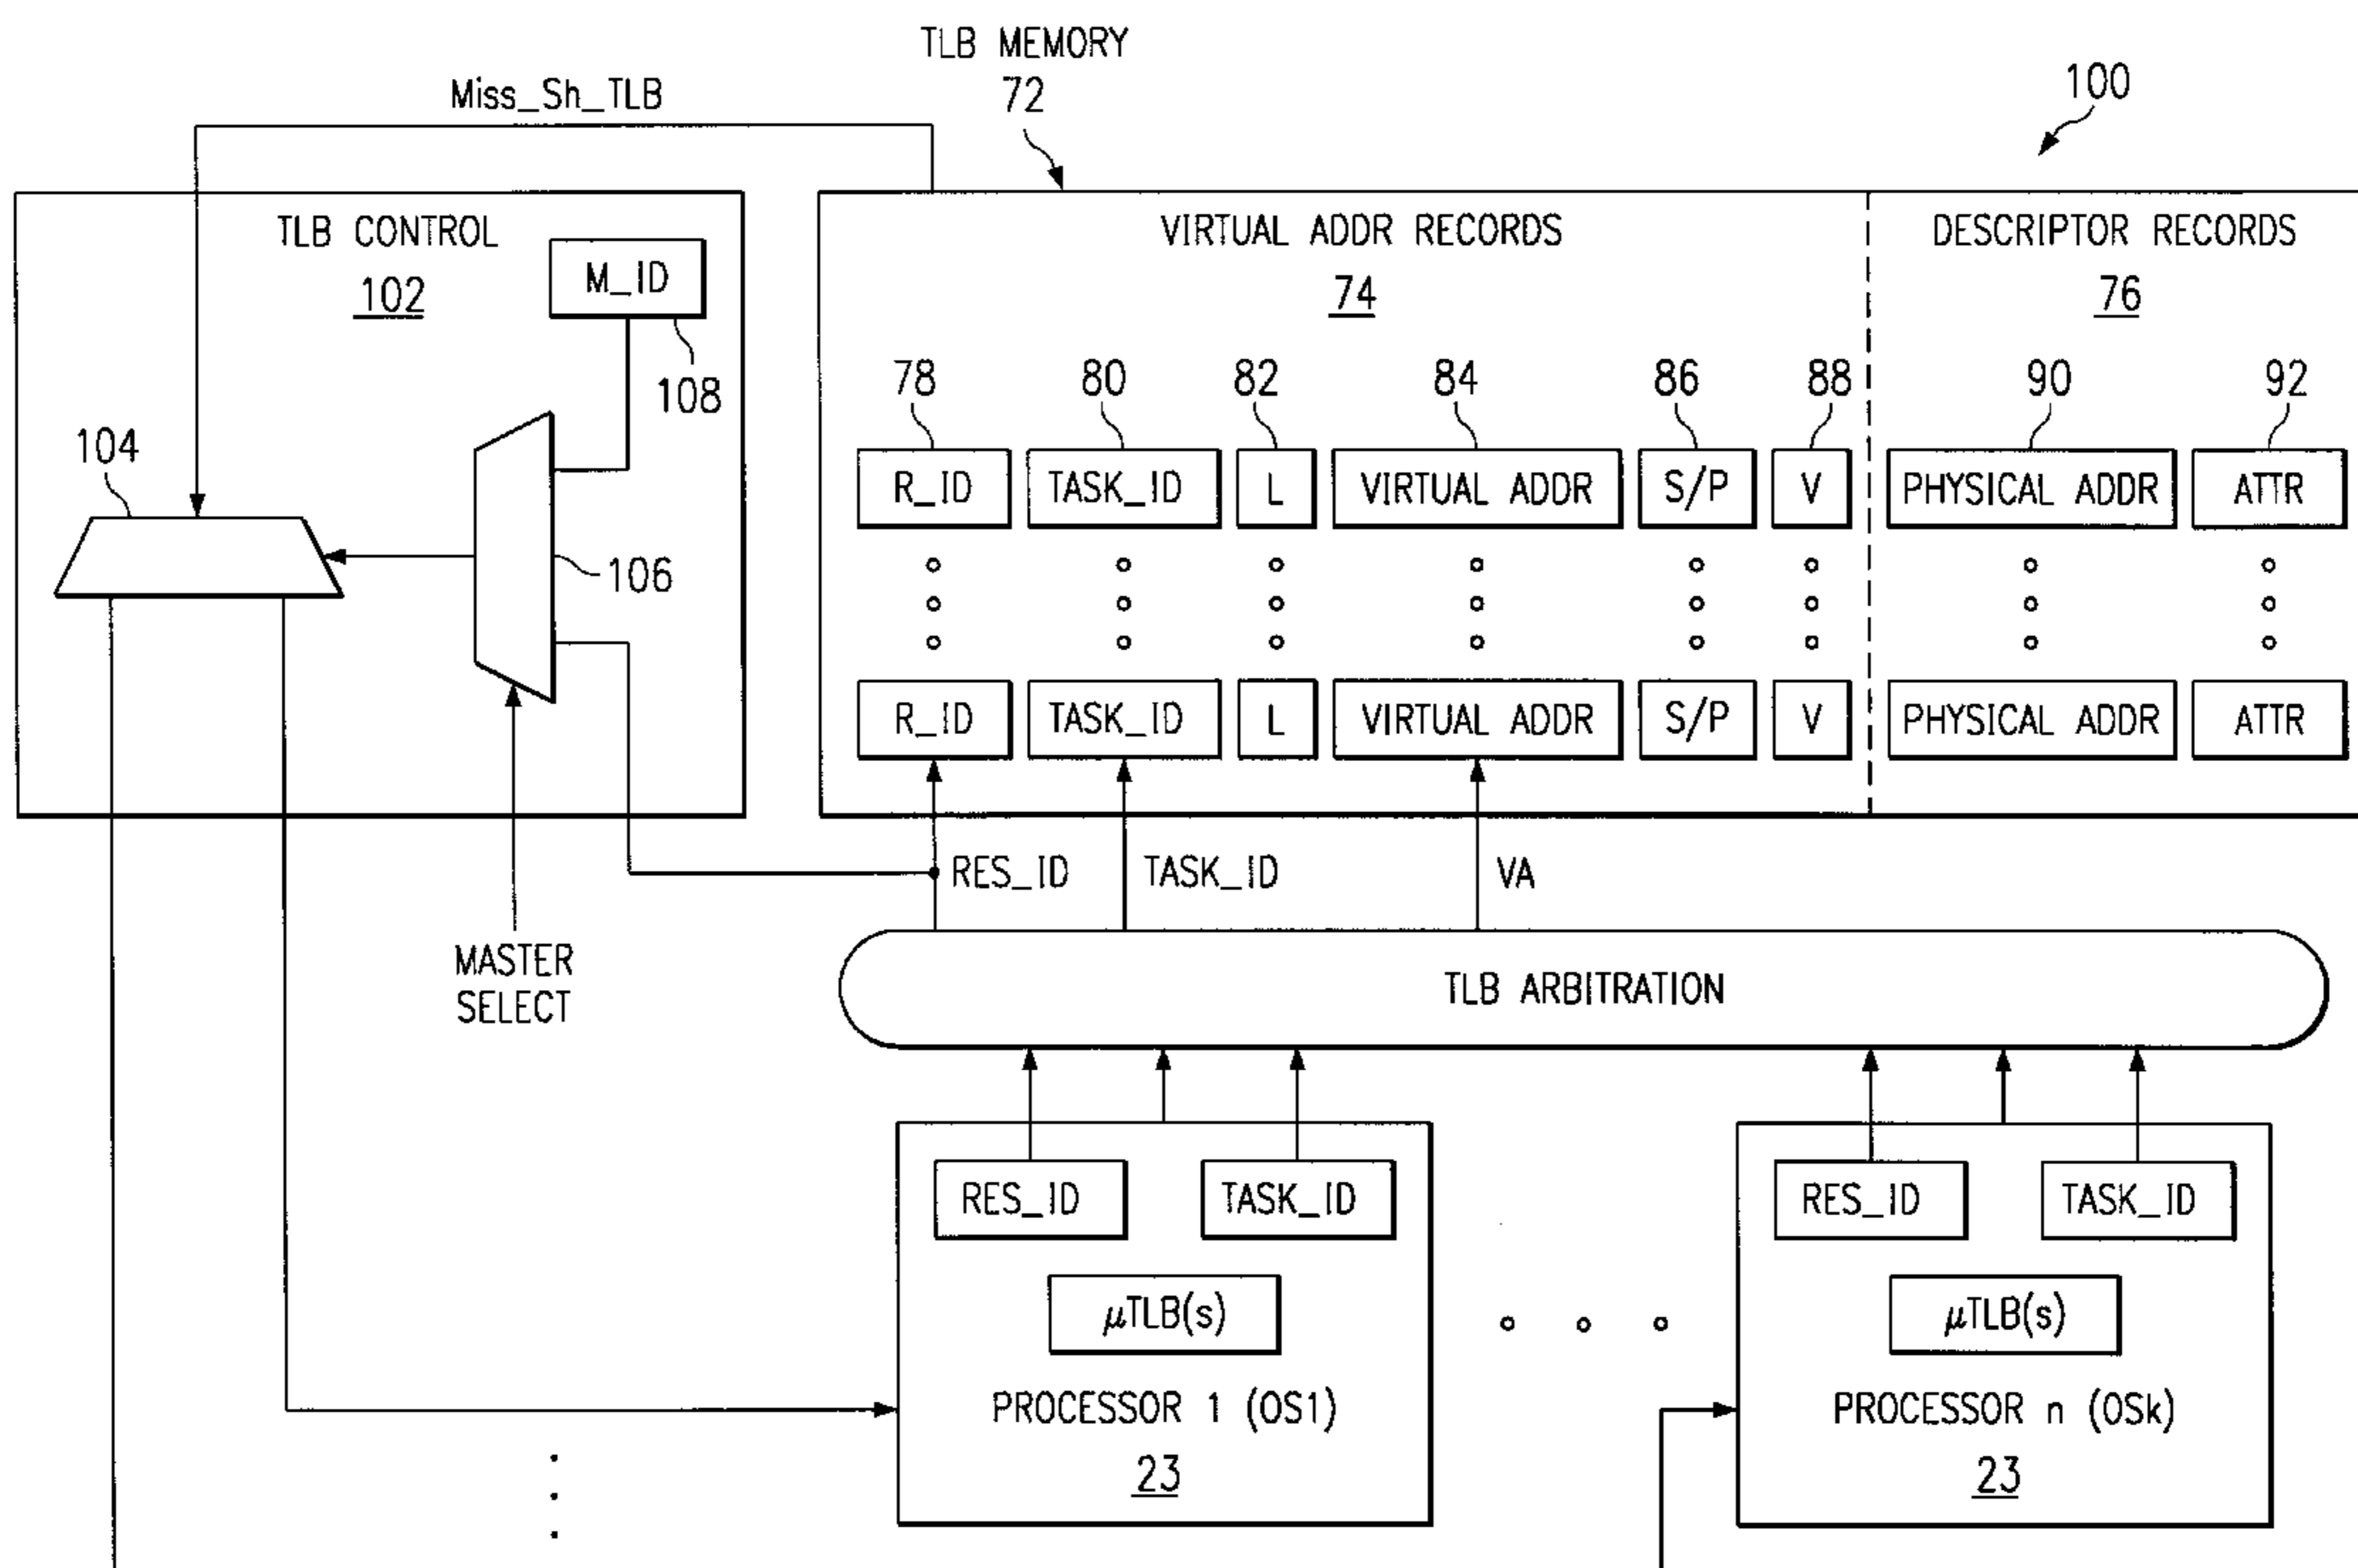 TLB MEMORY
72
Miss_Sh_TLB
100
TLB CONTROL
102
M_ID
108
104
106
VIRTUAL ADDR RECORDS
74
DESCRIPTOR RECORDS
76
78 80 82 84 86 88 90 92
R_ID TASK_ID L VIRTUAL ADDR S/P V PHYSICAL ADDR ATTR
R_ID TASK_ID L VIRTUAL ADDR S/P V PHYSICAL ADDR ATTR
RES_ID TASK_ID VA
MASTER
SELECT
TLB ARBITRATION
RES_ID TASK_ID
μTLB(s)
PROCESSOR 1 (OS1)
23
RES_ID TASK_ID
μTLB(s)
PROCESSOR n (OSk)
23